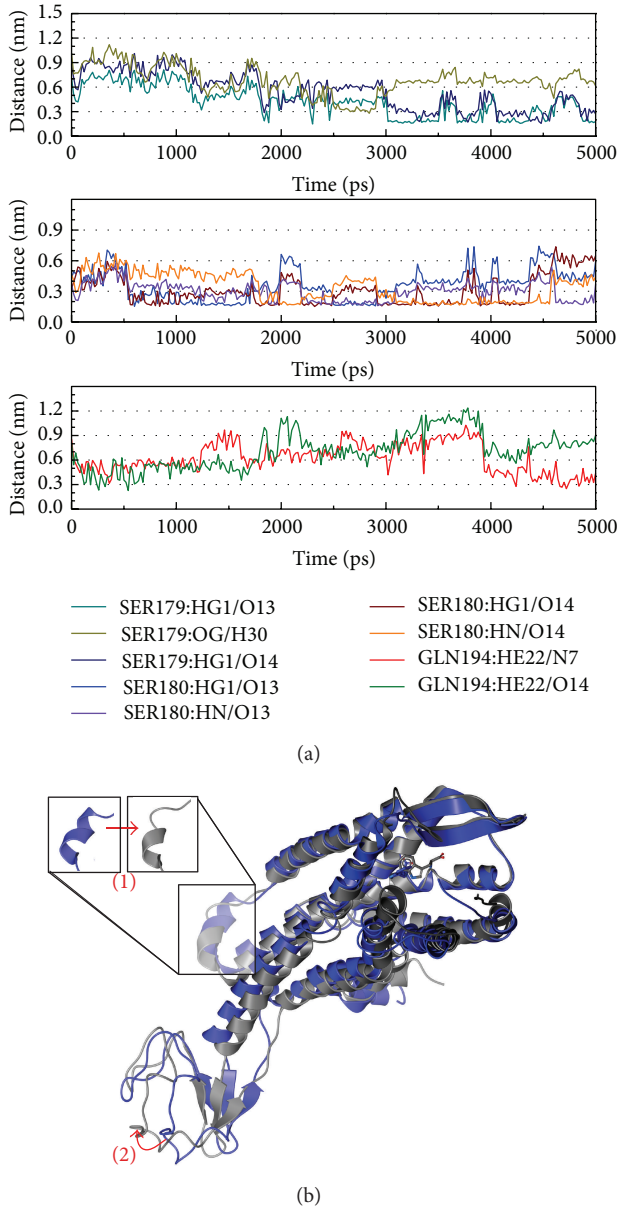 Distance (nm)
1.5
1.2
0.9
0.6
0.3
0.0
0 1000 2000 3000 4000 5000
Time (ps)
Distance (nm)
0.9
0.6
0.3
0.0
0 1000 2000 3000 4000 5000
Time (ps)
Distance (nm)
1.2
0.9
0.6
0.3
0.0
0 1000 2000 3000 4000 5000
Time (ps)
SER179:HG1/O13
SER179:OG/H30
SER179:HG1/O14
SER180:HG1/O13
SER180:HN/O13
SER180:HG1/O14
SER180:HN/O14
GLN194:HE22/N7
GLN194:HE22/O14
(a)
(1)
(2)
(b)